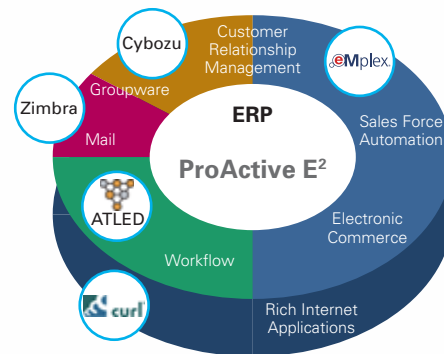 Cybozu
Customer
Relationship
Management
eMplex
Groupware
Zimbra
ERP
Sales Force
Automation
Mail
ProActive E²
ATLED
Electronic
Commerce
Workflow
curl
Rich Internet
Applications